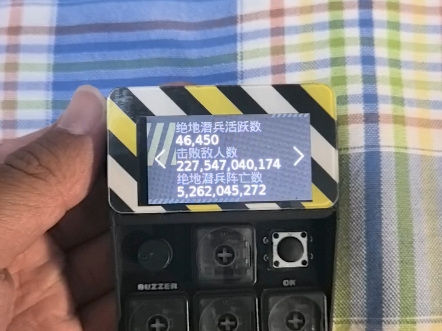 绝地潜兵活跃数
46,450
击败敌人数
227,547,040,174
绝地潜兵阵亡数
5,262,045,272
BUZZER
OK